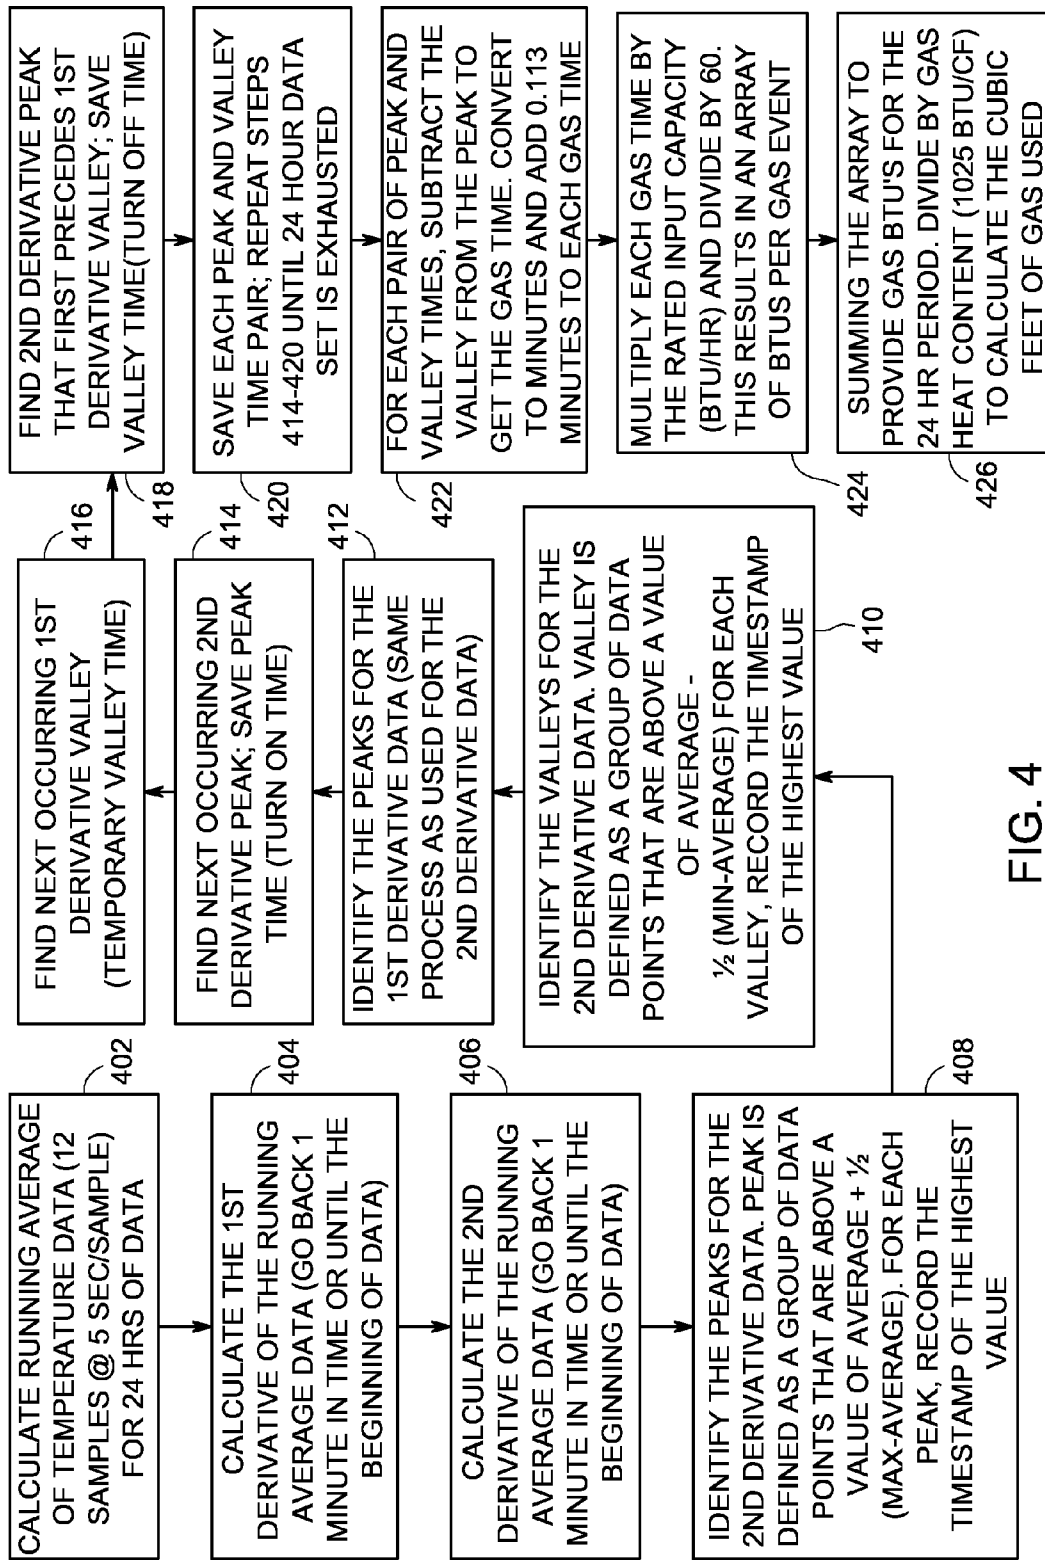 CALCULATE RUNNING AVERAGE
OF TEMPERATURE DATA (12
SAMPLES @ 5 SEC/SAMPLE)
FOR 24 HRS OF DATA
402
CALCULATE THE 1ST
DERIVATIVE OF THE RUNNING
AVERAGE DATA (GO BACK 1
MINUTE IN TIME OR UNTIL THE
BEGINNING OF DATA)
404
CALCULATE THE 2ND
DERIVATIVE OF THE RUNNING
AVERAGE DATA (GO BACK 1
MINUTE IN TIME OR UNTIL THE
BEGINNING OF DATA)
406
IDENTIFY THE PEAKS FOR THE
2ND DERIVATIVE DATA. PEAK IS
DEFINED AS A GROUP OF DATA
POINTS THAT ARE ABOVE A
VALUE OF AVERAGE + ½
(MAX-AVERAGE). FOR EACH
PEAK, RECORD THE
TIMESTAMP OF THE HIGHEST
VALUE
408
IDENTIFY THE VALLEYS FOR THE
2ND DERIVATIVE DATA. VALLEY IS
DEFINED AS A GROUP OF DATA
POINTS THAT ARE ABOVE A VALUE
OF AVERAGE -
½ (MIN-AVERAGE) FOR EACH
VALLEY, RECORD THE TIMESTAMP
OF THE HIGHEST VALUE
410
IDENTIFY THE PEAKS FOR THE
1ST DERIVATIVE DATA (SAME
PROCESS AS USED FOR THE
2ND DERIVATIVE DATA)
412
FIND NEXT OCCURRING 2ND
DERIVATIVE PEAK; SAVE PEAK
TIME (TURN ON TIME)
414
FIND NEXT OCCURRING 1ST
DERIVATIVE VALLEY
(TEMPORARY VALLEY TIME)
416
FIND 2ND DERIVATIVE PEAK
THAT FIRST PRECEDES 1ST
DERIVATIVE VALLEY; SAVE
VALLEY TIME(TURN OFF TIME)
418
SAVE EACH PEAK AND VALLEY
TIME PAIR; REPEAT STEPS
414-420 UNTIL 24 HOUR DATA
SET IS EXHAUSTED
420
FOR EACH PAIR OF PEAK AND
VALLEY TIMES, SUBTRACT THE
VALLEY FROM THE PEAK TO
GET THE GAS TIME. CONVERT
TO MINUTES AND ADD 0.113
MINUTES TO EACH GAS TIME
422
MULTIPLY EACH GAS TIME BY
THE RATED INPUT CAPACITY
(BTU/HR) AND DIVIDE BY 60.
THIS RESULTS IN AN ARRAY
OF BTUS PER GAS EVENT
424
SUMMING THE ARRAY TO
PROVIDE GAS BTU'S FOR THE
24 HR PERIOD. DIVIDE BY GAS
HEAT CONTENT (1025 BTU/CF)
TO CALCULATE THE CUBIC
FEET OF GAS USED
426
FIG. 4